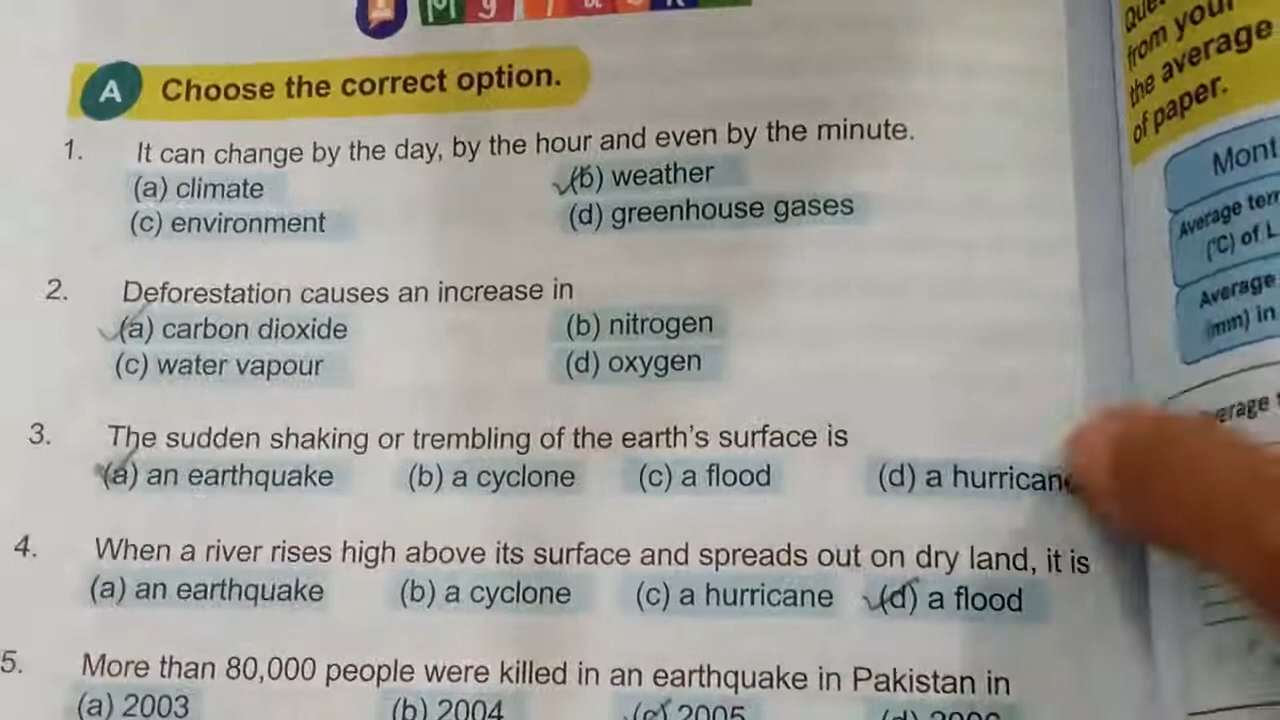 A Choose the correct option.
1. It can change by the day, by the hour and even by the minute.
(a) climate (b) weather
(c) environment (d) greenhouse gases
2. Deforestation causes an increase in
(a) carbon dioxide (b) nitrogen
(c) water vapour (d) oxygen
3. The sudden shaking or trembling of the earth's surface is
(a) an earthquake (b) a cyclone (c) a flood (d) a hurricane
4. When a river rises high above its surface and spreads out on dry land, it is
(a) an earthquake (b) a cyclone (c) a hurricane (d) a flood
5. More than 80,000 people were killed in an earthquake in Pakistan in
(a) 2003 (b) 2004 (c) 2005
from your
the average
of paper.
Mont
Average
(°C) of L
Average
(mm) in